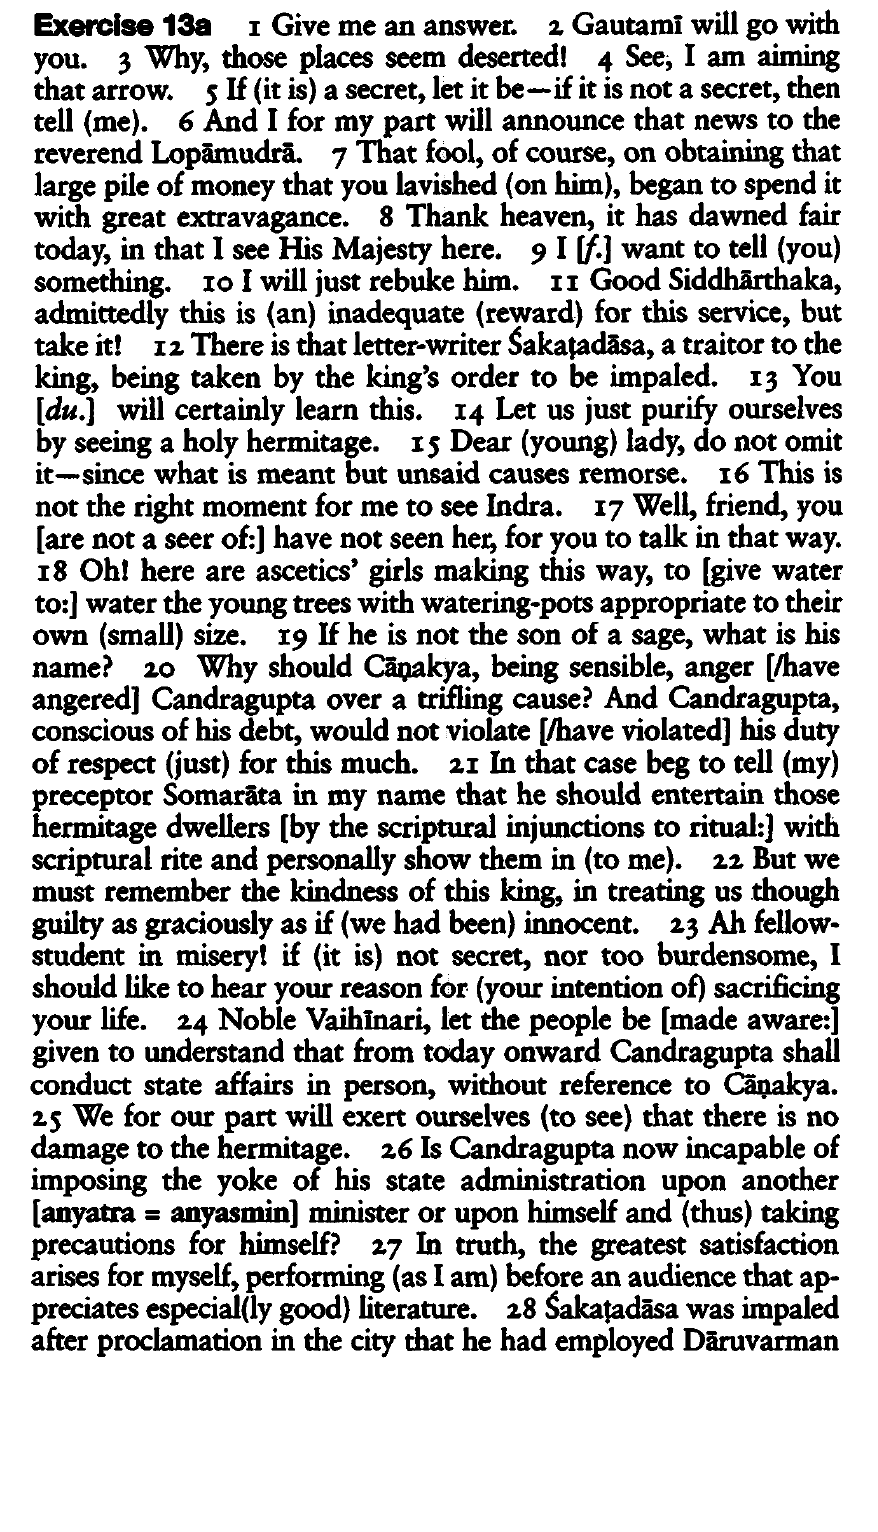 Exercise 13a 1 Give me an answer. 2 Gautamī will go with
you. 3 Why, those places seem deserted! 4 See, I am aiming
that arrow. 5 If (it is) a secret, let it be—if it is not a secret, then
tell (me). 6 And I for my part will announce that news to the
reverend Lopāmudrā. 7 That fool, of course, on obtaining that
large pile of money that you lavished (on him), began to spend it
with great extravagance. 8 Thank heaven, it has dawned fair
today, in that I see His Majesty here. 9 I [f.] want to tell (you)
something. 10 I will just rebuke him. 11 Good Siddhārthaka,
admittedly this is (an) inadequate (reward) for this service, but
take it! 12 There is that letter-writer Śakaṭadāsa, a traitor to the
king, being taken by the king's order to be impaled. 13 You
[du.] will certainly learn this. 14 Let us just purify ourselves
by seeing a holy hermitage. 15 Dear (young) lady, do not omit
it—since what is meant but unsaid causes remorse. 16 This is
not the right moment for me to see Indra. 17 Well, friend, you
[are not a seer of:] have not seen her, for you to talk in that way.
18 Oh! here are ascetics' girls making this way, to [give water
to:] water the young trees with watering-pots appropriate to their
own (small) size. 19 If he is not the son of a sage, what is his
name? 20 Why should Cāṇakya, being sensible, anger [/have
angered] Candragupta over a trifling cause? And Candragupta,
conscious of his debt, would not violate [/have violated] his duty
of respect (just) for this much. 21 In that case beg to tell (my)
preceptor Somarāta in my name that he should entertain those
hermitage dwellers [by the scriptural injunctions to ritual:] with
scriptural rite and personally show them in (to me). 22 But we
must remember the kindness of this king, in treating us though
guilty as graciously as if (we had been) innocent. 23 Ah fellow-
student in misery! if (it is) not secret, nor too burdensome, I
should like to hear your reason for (your intention of) sacrificing
your life. 24 Noble Vaihīnari, let the people be [made aware:]
given to understand that from today onward Candragupta shall
conduct state affairs in person, without reference to Cāṇakya.
25 We for our part will exert ourselves (to see) that there is no
damage to the hermitage. 26 Is Candragupta now incapable of
imposing the yoke of his state administration upon another
[anyatra = anyasmin] minister or upon himself and (thus) taking
precautions for himself? 27 In truth, the greatest satisfaction
arises for myself, performing (as I am) before an audience that ap-
preciates especial(ly good) literature. 28 Śakaṭadāsa was impaled
after proclamation in the city that he had employed Dāruvarman